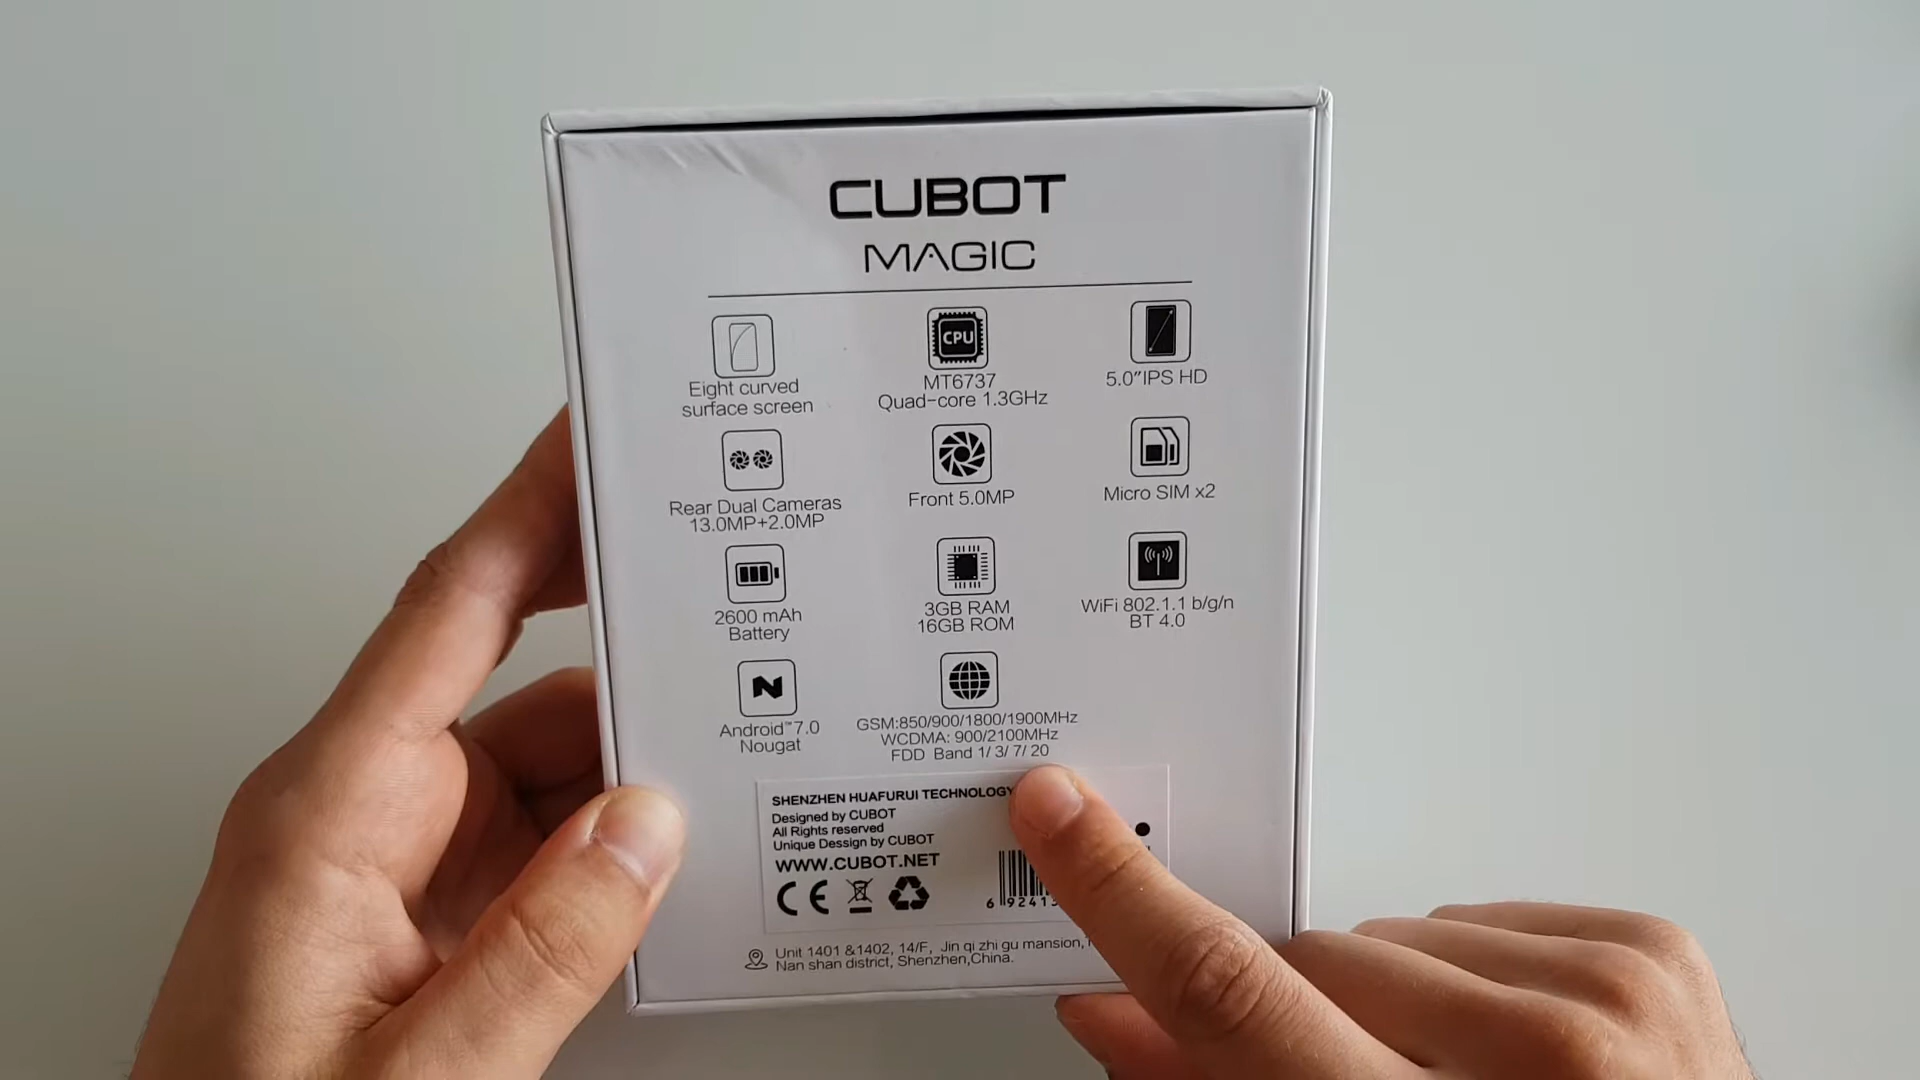 CUBOT
MAGIC
Eight curved
surface screen
CPU
MT6737
Quad-core 1.3GHz
5.0"IPS HD
Rear Dual Cameras
13.0MP+2.0MP
Front 5.0MP
Micro SIM x2
2600 mAh
Battery
3GB RAM
16GB ROM
WiFi 802.1.1 b/g/n
BT 4.0
N
Android™7.0
Nougat
GSM:850/900/1800/1900MHz
WCDMA: 900/2100MHz
FDD Band 1/ 3/ 7/ 20
SHENZHEN HUAFURUI TECHNOLOGY
Designed by CUBOT
All Rights reserved
Unique Dessign by CUBOT
WWW.CUBOT.NET
CE
6 92413
Unit 1401 &1402, 14/F, Jin qi zhi gu mansion,
Nan shan district, Shenzhen,China.